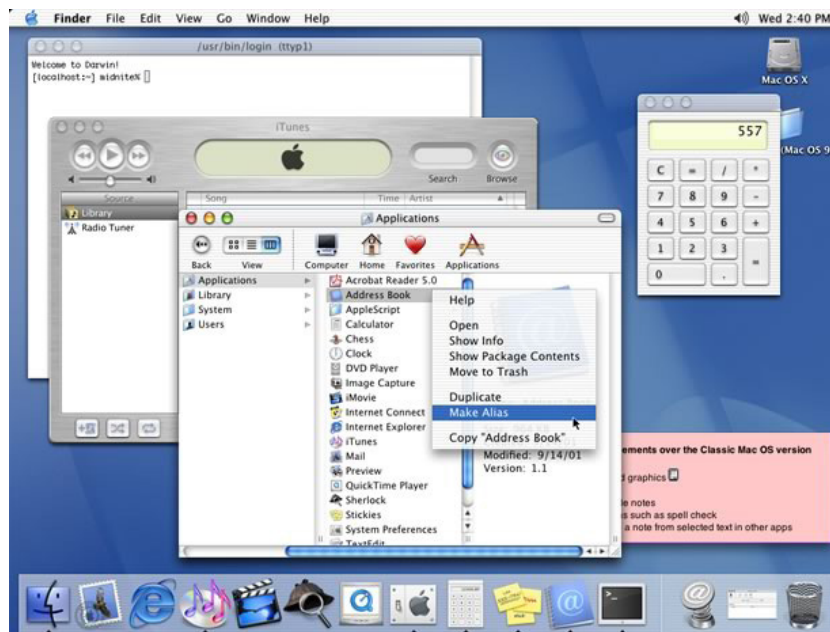 Finder File Edit View Go Window Help
Wed 2:40 PM
/usr/bin/login (ttyp1)
Welcome to Darwin!
[localhost:~] midnite%
Mac OS X
(Mac OS 9
557
C = / *
7 8 9 -
4 5 6 +
1 2 3
0 . =
iTunes
Search
Browse
Source
Song
Time
Artist
Library
Radio Tuner
Applications
Back
View
Computer
Home
Favorites
Applications
Applications
Library
System
Users
Acrobat Reader 5.0
Address Book
AppleScript
Calculator
Chess
Clock
DVD Player
Image Capture
iMovie
Internet Connect
Internet Explorer
iTunes
Mail
Preview
QuickTime Player
Sherlock
Stickies
System Preferences
TextEdit
Help
Open
Show Info
Show Package Contents
Move to Trash
Duplicate
Make Alias
Copy "Address Book"
Modified: 9/14/01
Version: 1.1
ements over the Classic Mac OS version
d graphics
le notes
s such as spell check
a note from selected text in other apps